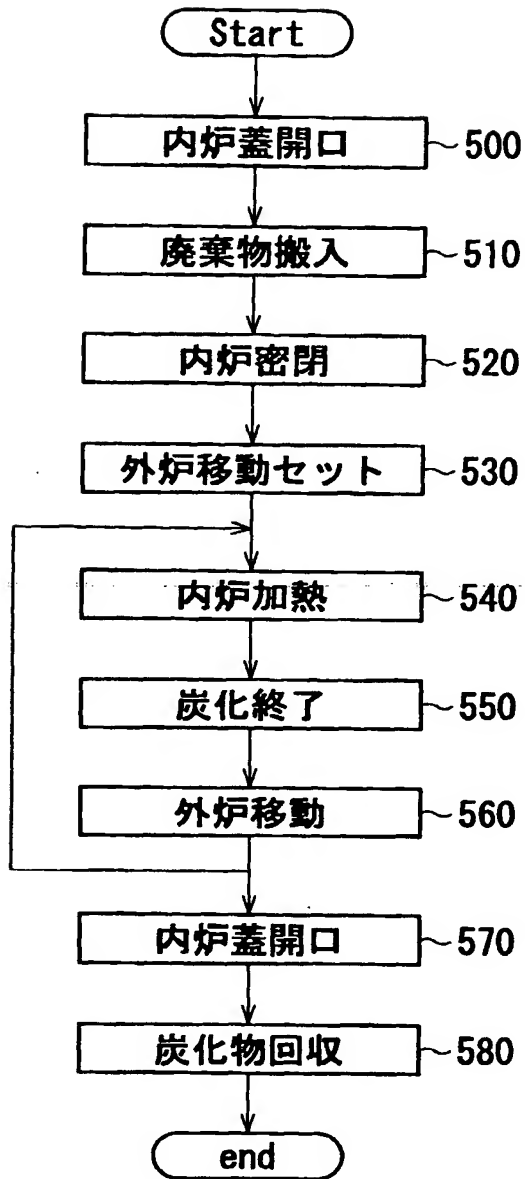 Start
内炉蓋開口 ~500
廃棄物搬入 ~510
内炉密閉 ~520
外炉移動セット ~530
内炉加熱 ~540
炭化終了 ~550
外炉移動 ~560
内炉蓋開口 ~570
炭化物回収 ~580
end